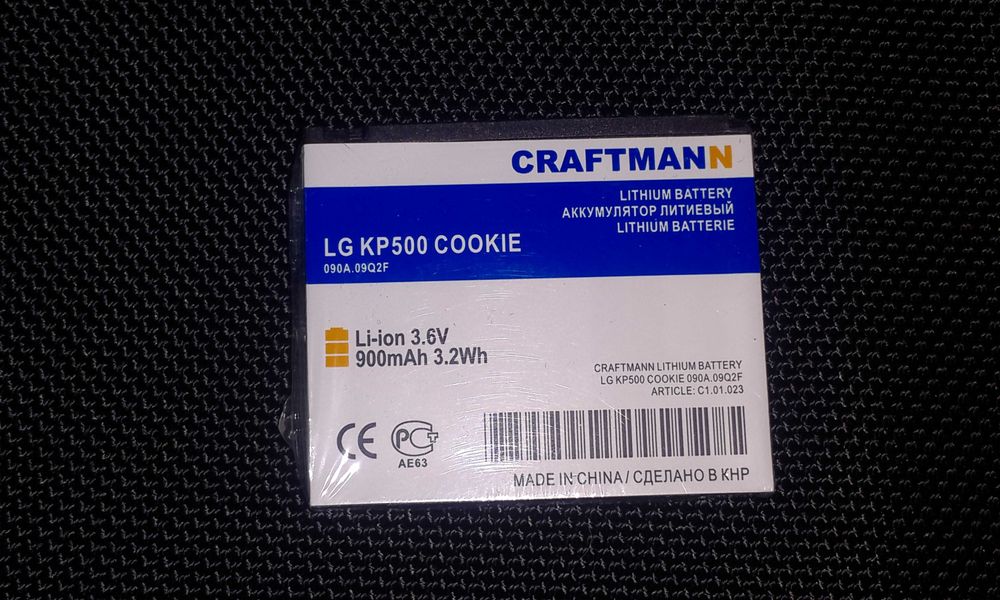 CRAFTMANN
LITHIUM BATTERY
АККУМУЛЯТОР ЛИТИЕВЫЙ
LITHIUM BATTERIE
LG KP500 COOKIE
090A.09Q2F
Li-ion 3.6V
900mAh 3.2Wh
CRAFTMANN LITHIUM BATTERY
LG KP500 COOKIE 090A.09Q2F
ARTICLE: C1.01.023
CE PCT
AE63
MADE IN CHINA / СДЕЛАНО В КНР